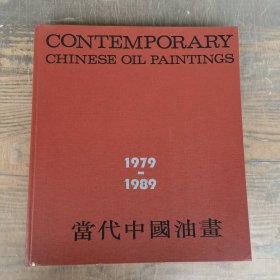 CONTEMPORARY
CHINESE OIL PAINTINGS
1979
-
1989
當代中國油畫